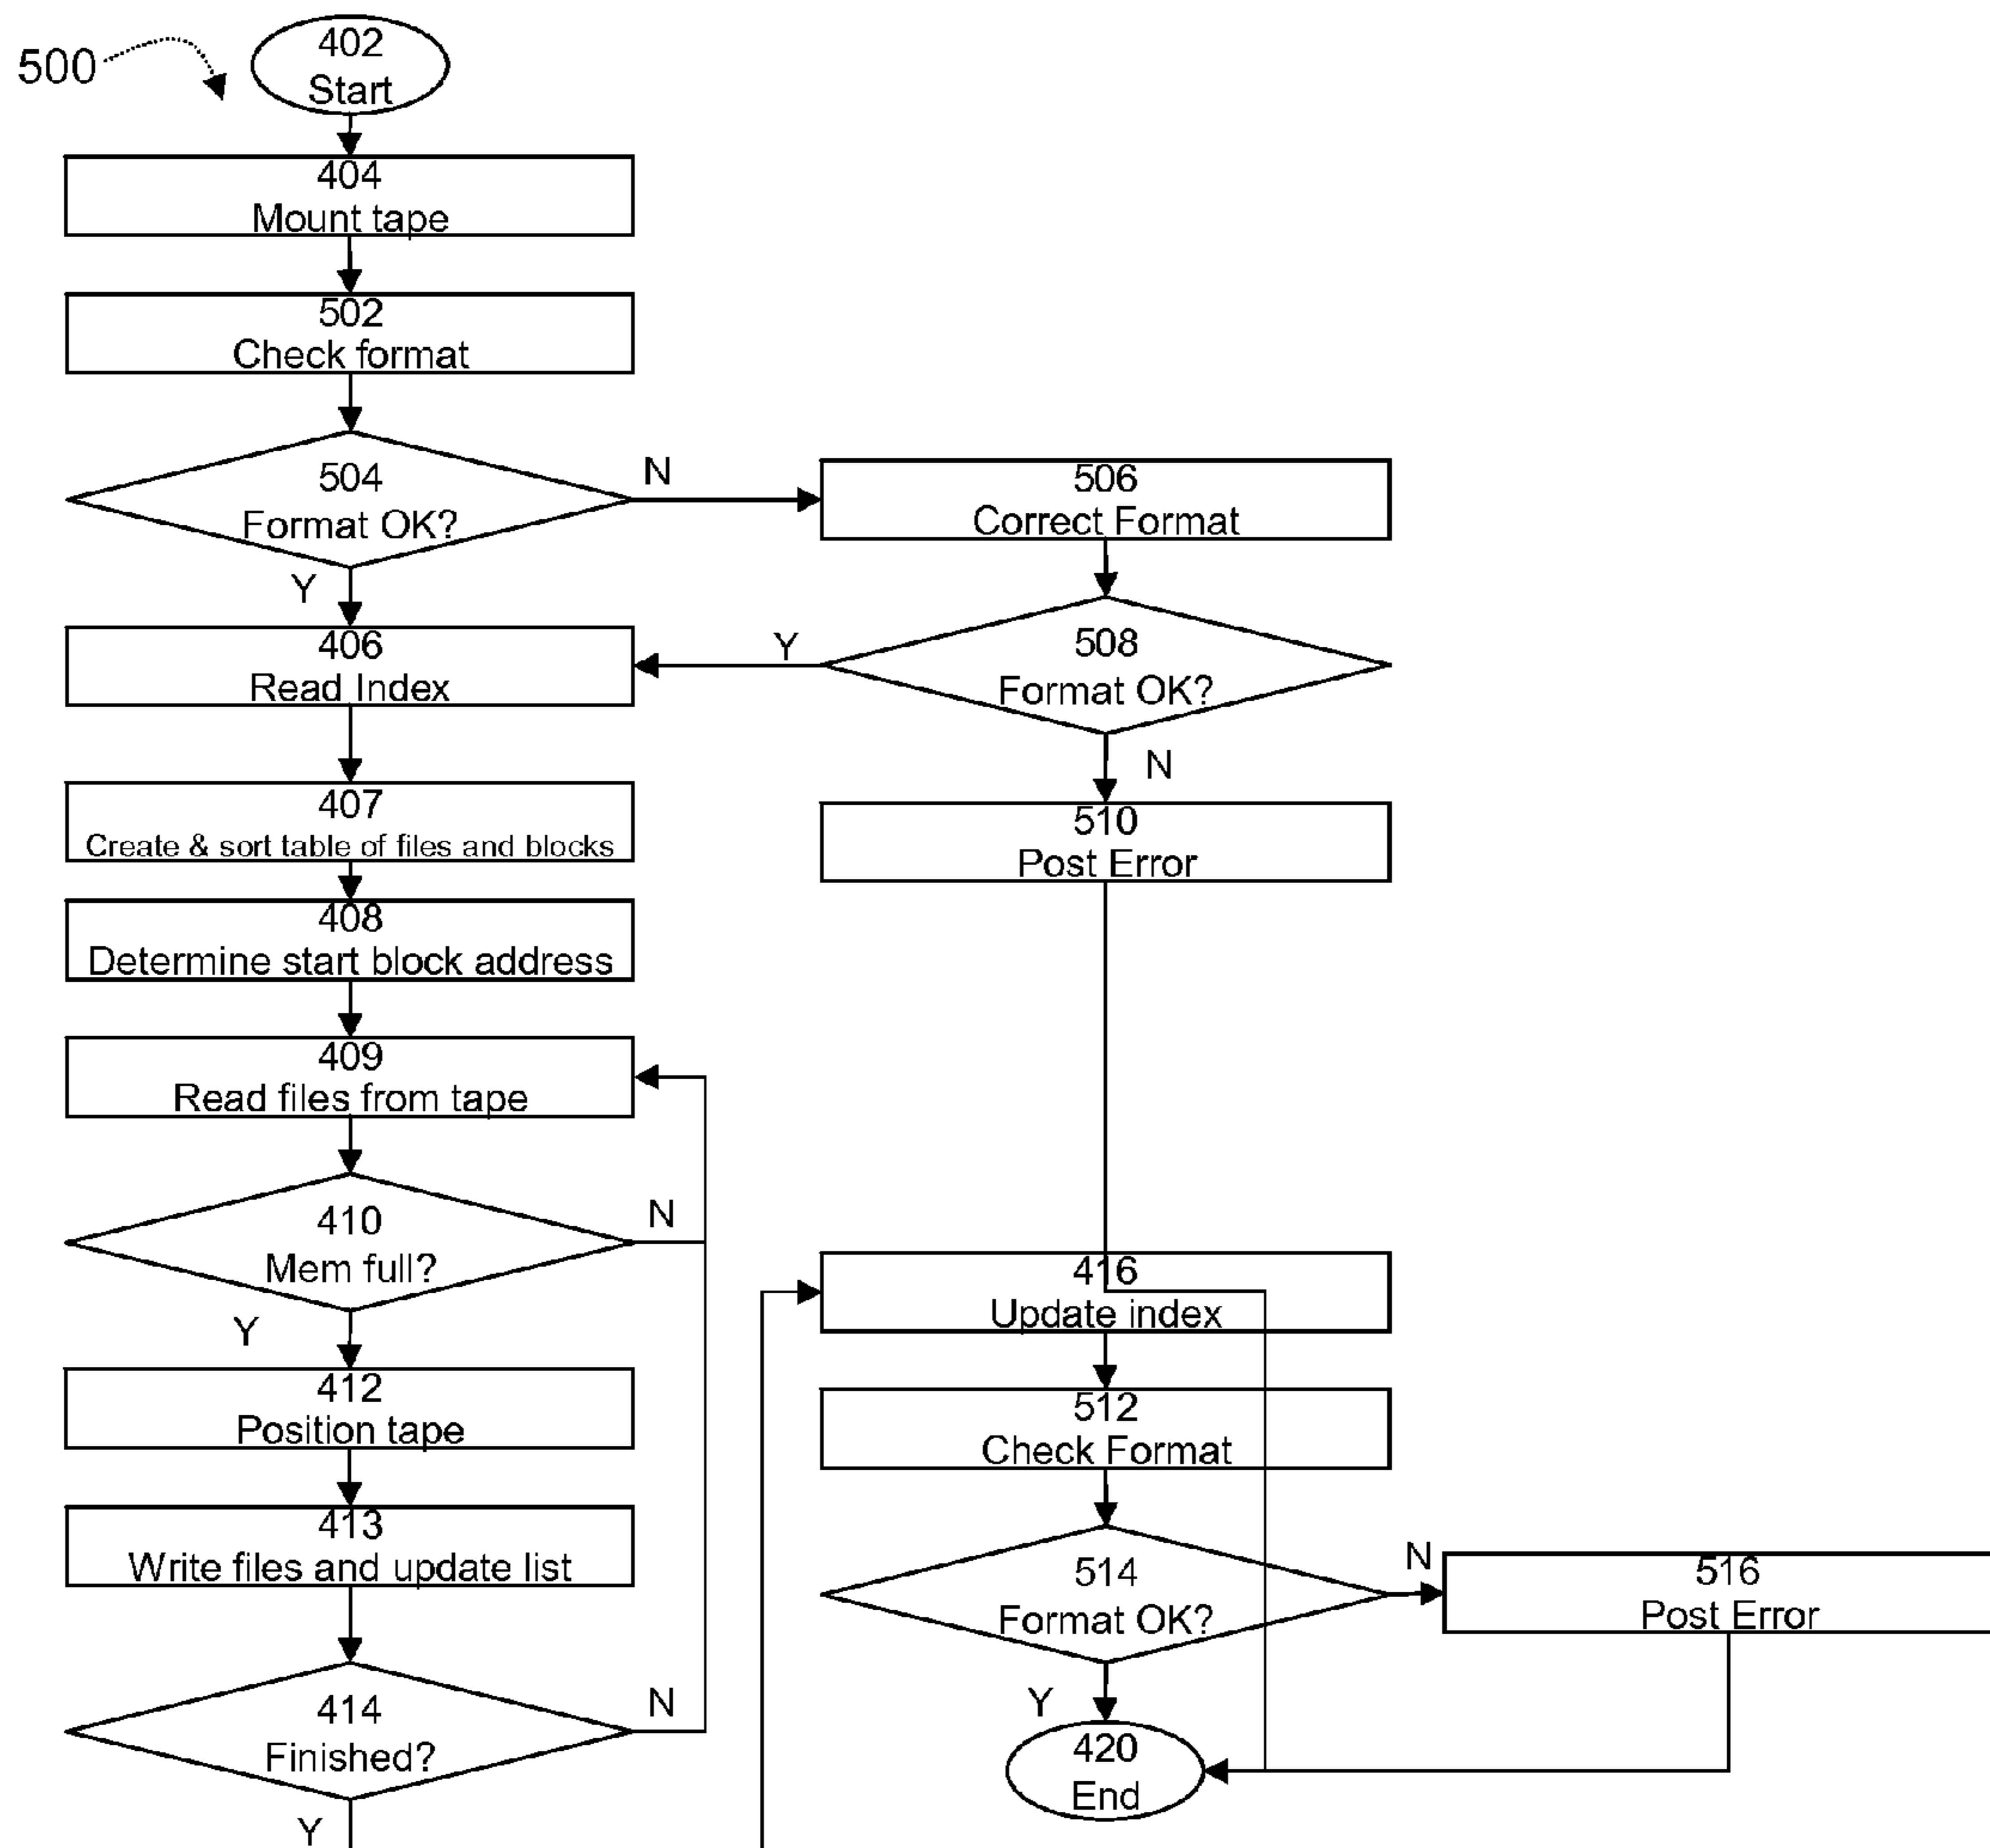 500
402
Start
404
Mount tape
502
Check format
504
Format OK?
N
Y
506
Correct Format
406
Read Index
Y
508
Format OK?
N
407
Create & sort table of files and blocks
510
Post Error
408
Determine start block address
409
Read files from tape
410
Mem full?
N
Y
412
Position tape
413
Write files and update list
414
Finished?
N
Y
416
Update index
512
Check Format
514
Format OK?
N
Y
516
Post Error
420
End